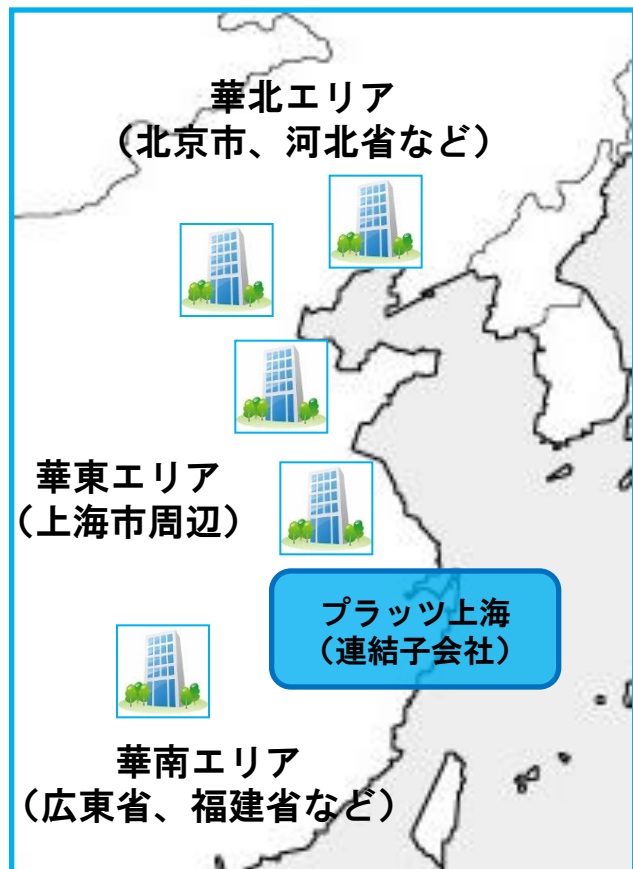 華北エリア
（北京市、河北省など）
華東エリア
（上海市周辺）
プラッツ上海
（連結子会社）
華南エリア
（広東省、福建省など）